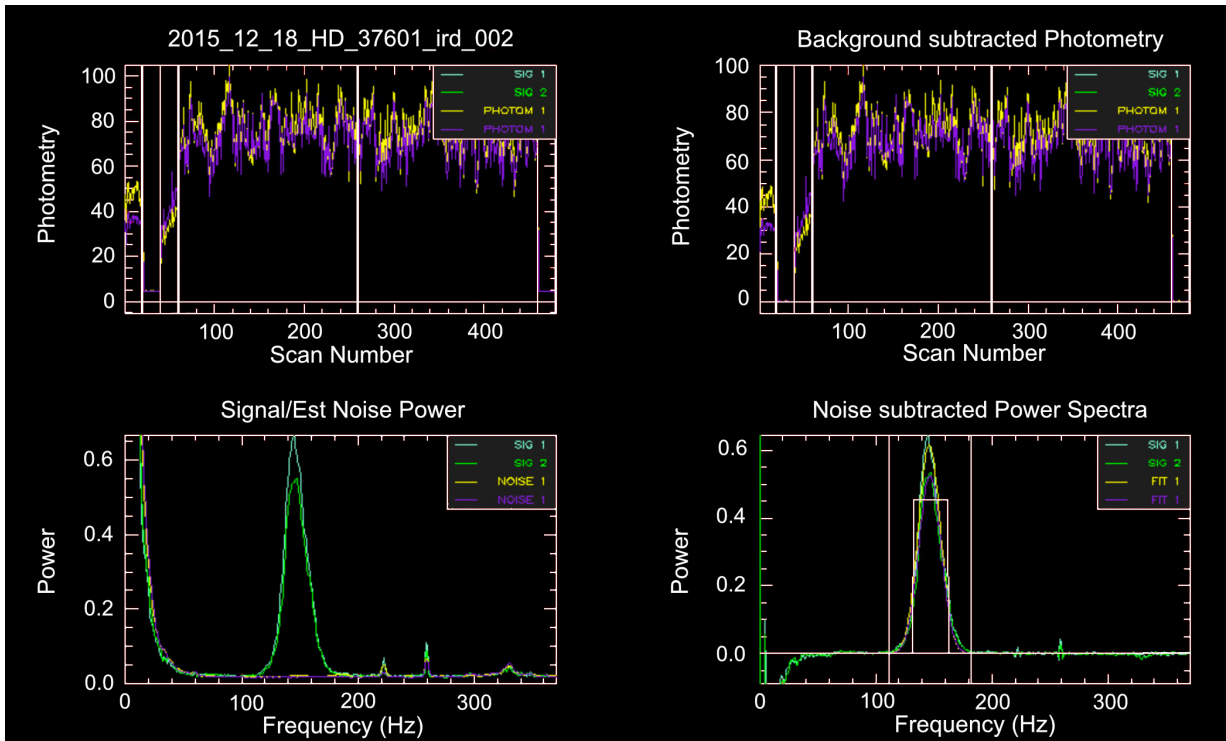 2015_12_18_HD_37601_ird_002
Photometry
100
80
60
40
20
0
SIG 1
SIG 2
PHOTOM 1
PHOTOM 1
100
200
300
400
Scan Number
Background subtracted Photometry
Photometry
100
80
60
40
20
0
SIG 1
SIG 2
PHOTOM 1
PHOTOM 1
100
200
300
400
Scan Number
Signal/Est Noise Power
Power
0.6
0.4
0.2
0.0
SIG 1
SIG 2
NOISE 1
NOISE 1
0
100
200
300
Frequency (Hz)
Noise subtracted Power Spectra
Power
0.6
0.4
0.2
0.0
SIG 1
SIG 2
FIT 1
FIT 1
0
100
200
300
Frequency (Hz)